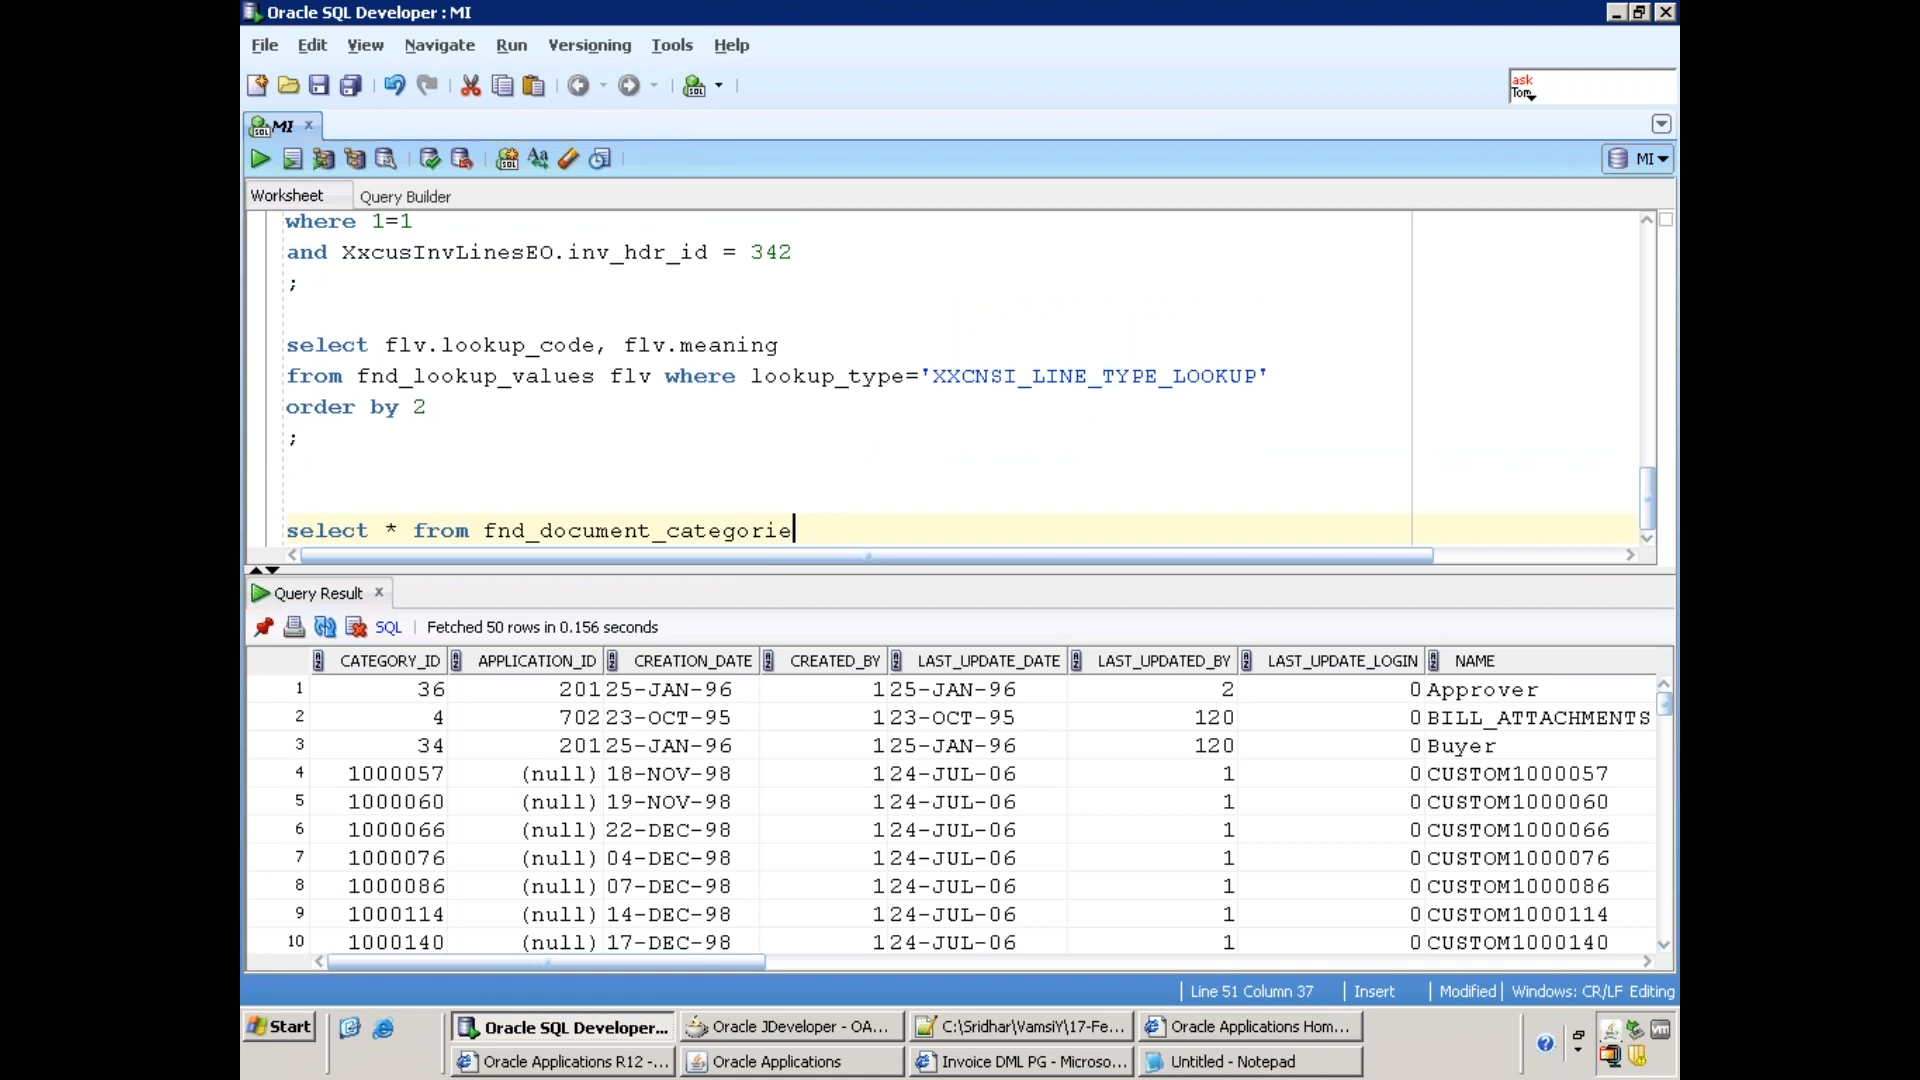 Oracle SQL Developer : MI
File Edit View Navigate Run Versioning Tools Help
ask
Tom
MI
MI
Worksheet Query Builder
where 1=1
and XxcusInvLinesEO.inv_hdr_id = 342
;
select flv.lookup_code, flv.meaning
from fnd_lookup_values flv where lookup_type='XXCNSI_LINE_TYPE_LOOKUP'
order by 2
;
select * from fnd_document_categorie
Query Result
SQL Fetched 50 rows in 0.156 seconds
CATEGORY_ID APPLICATION_ID CREATION_DATE CREATED_BY LAST_UPDATE_DATE LAST_UPDATED_BY LAST_UPDATE_LOGIN NAME
1 36 201 25-JAN-96 1 25-JAN-96 2 0 Approver
2 4 702 23-OCT-95 1 23-OCT-95 120 0 BILL_ATTACHMENTS
3 34 201 25-JAN-96 1 25-JAN-96 120 0 Buyer
4 1000057 (null) 18-NOV-98 1 24-JUL-06 1 0 CUSTOM1000057
5 1000060 (null) 19-NOV-98 1 24-JUL-06 1 0 CUSTOM1000060
6 1000066 (null) 22-DEC-98 1 24-JUL-06 1 0 CUSTOM1000066
7 1000076 (null) 04-DEC-98 1 24-JUL-06 1 0 CUSTOM1000076
8 1000086 (null) 07-DEC-98 1 24-JUL-06 1 0 CUSTOM1000086
9 1000114 (null) 14-DEC-98 1 24-JUL-06 1 0 CUSTOM1000114
10 1000140 (null) 17-DEC-98 1 24-JUL-06 1 0 CUSTOM1000140
Line 51 Column 37 Insert Modified Windows: CR/LF Editing
Start Oracle SQL Developer... Oracle JDeveloper - OA... C:\Sridhar\VamsiY\17-Fe... Oracle Applications Hom...
Oracle Applications R12 -... Oracle Applications Invoice DML PG - Microso... Untitled - Notepad